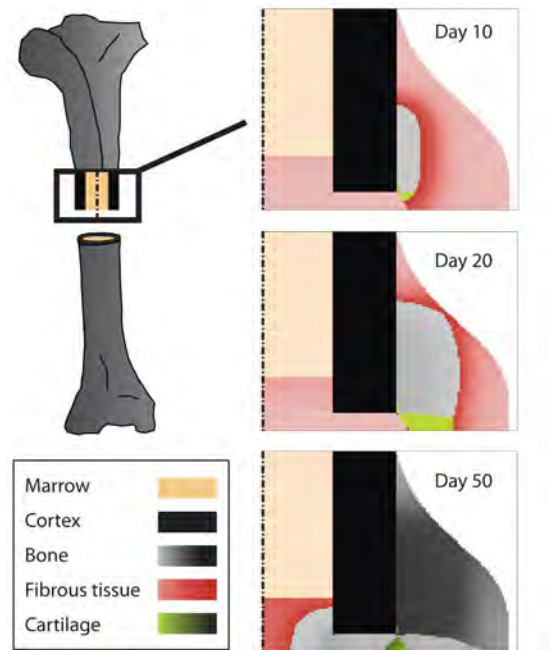 Day 10
Day 20
Day 50
Marrow
Cortex
Bone
Fibrous tissue
Cartilage